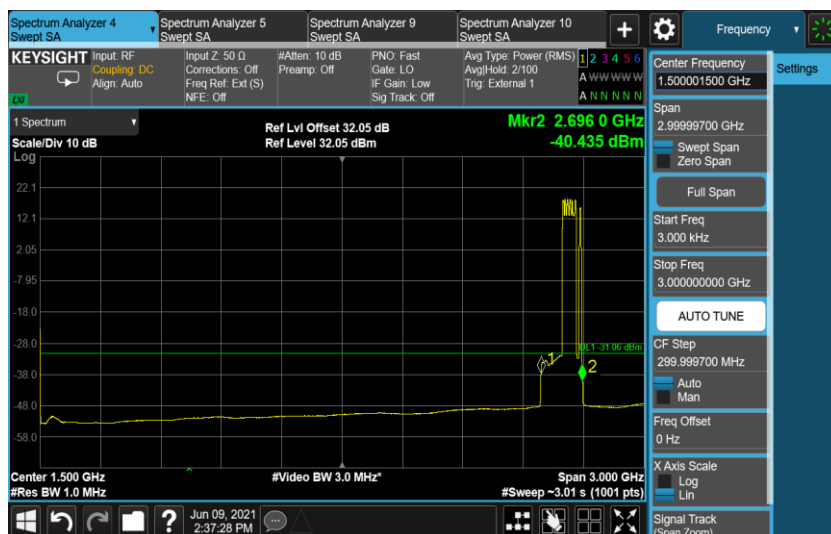 Spectrum Analyzer 4
Swept SA
Spectrum Analyzer 5
Swept SA
Spectrum Analyzer 9
Swept SA
Spectrum Analyzer 10
Swept SA
+
Frequency
KEYSIGHT
LXI
Input: RF
Coupling: DC
Align: Auto
Input Z: 50 Ω
Corrections: Off
Freq Ref: Ext (S)
NFE: Off
#Atten: 10 dB
Preamp: Off
PNO: Fast
Gate: LO
IF Gain: Low
Sig Track: Off
Avg Type: Power (RMS)
Avg|Hold: 2/100
Trig: External 1
1 2 3 4 5 6
A W W W W W
A N N N N N
1 Spectrum
Scale/Div 10 dB
Ref Lvl Offset 32.05 dB
Ref Level 32.05 dBm
Mkr2 2.696 0 GHz
-40.435 dBm
Log
22.1
12.1
2.05
-7.95
-18.0
-28.0
-38.0
-48.0
-58.0
DL1 -31.06 dBm
1
2
Center 1.500 GHz
#Res BW 1.0 MHz
#Video BW 3.0 MHz*
Span 3.000 GHz
#Sweep ~3.01 s (1001 pts)
Center Frequency
1.500001500 GHz
Settings
Span
2.99999700 GHz
Swept Span
Zero Span
Full Span
Start Freq
3.000 kHz
Stop Freq
3.000000000 GHz
AUTO TUNE
CF Step
299.999700 MHz
Auto
Man
Freq Offset
0 Hz
X Axis Scale
Log
Lin
Signal Track
(Span Zoom)
?
Jun 09, 2021
2:37:28 PM